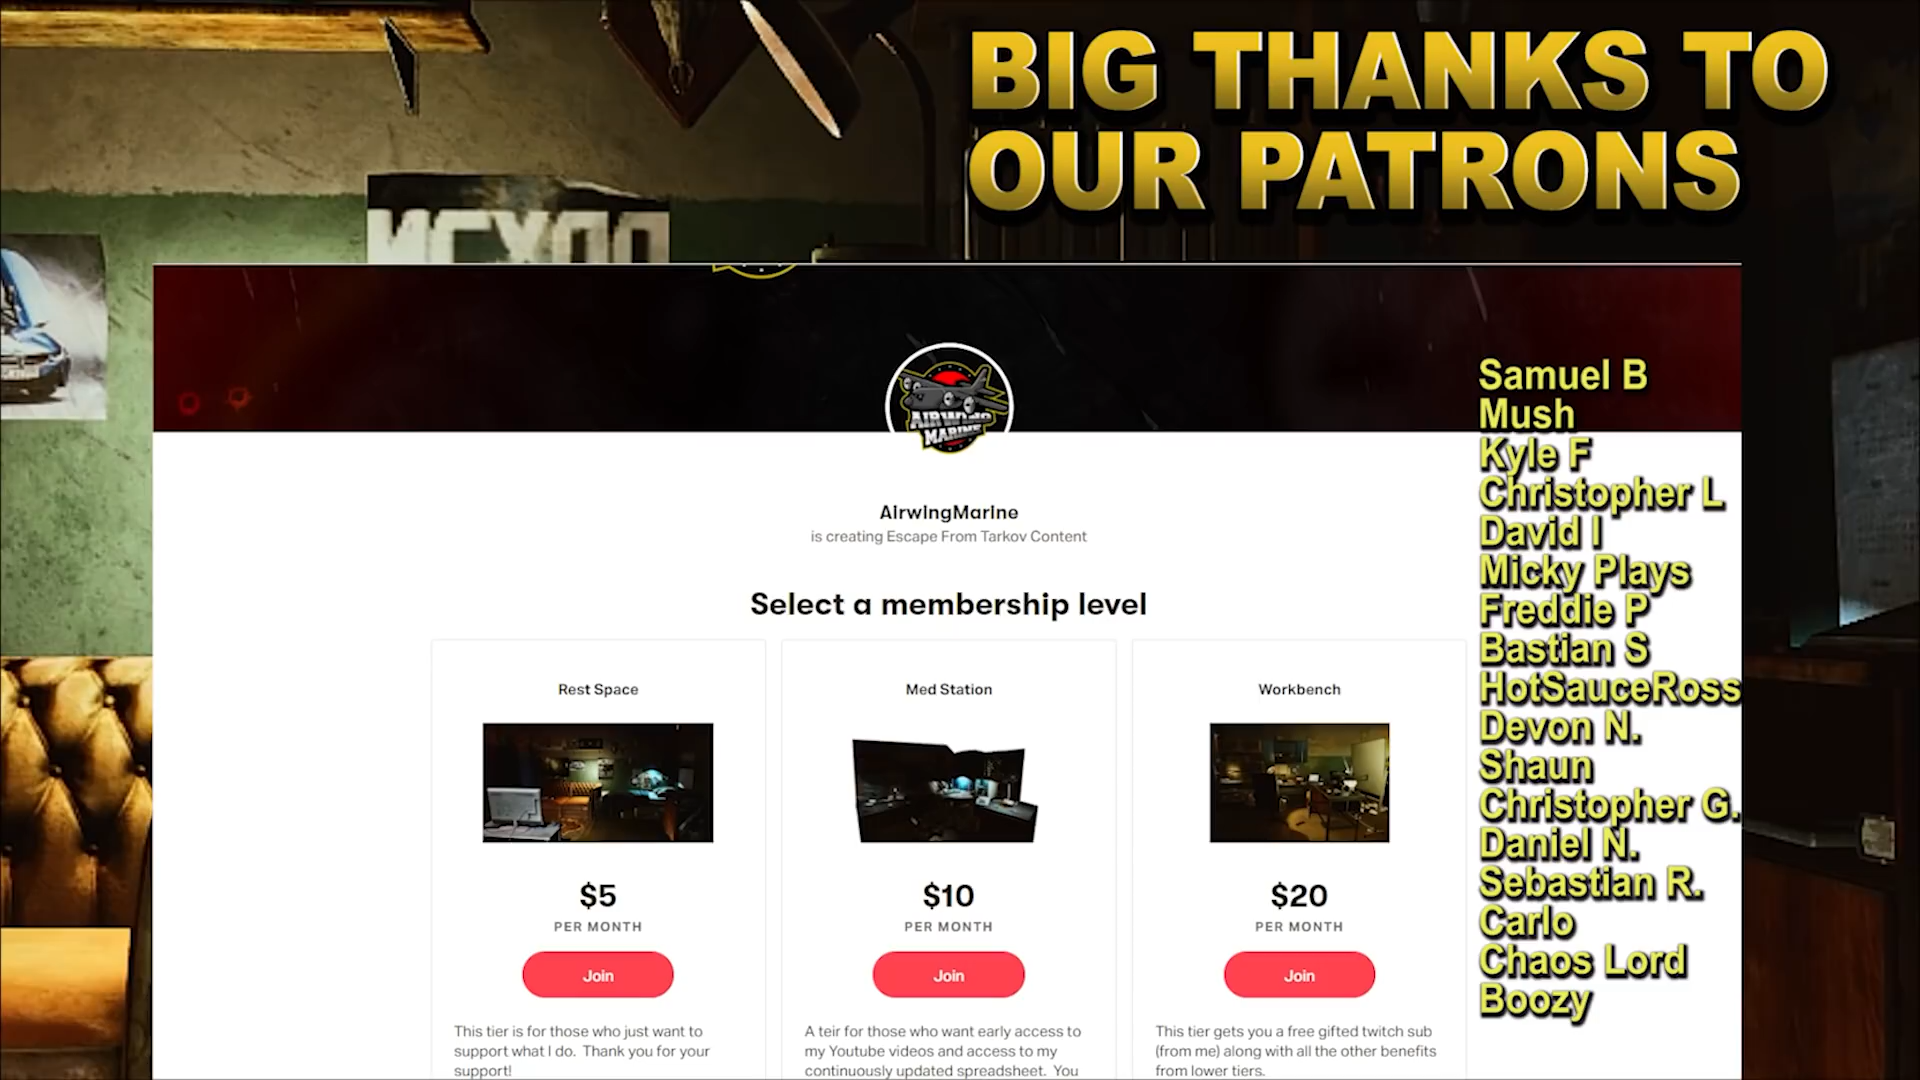 BIG THANKS TO
OUR PATRONS
AIRWING
MARINE
AirwingMarine
is creating Escape From Tarkov Content
Select a membership level
Rest Space
$5
PER MONTH
Join
This tier is for those who just want to
support what I do. Thank you for your
support!
Med Station
$10
PER MONTH
Join
A teir for those who want early access to
my Youtube videos and access to my
continuously updated spreadsheet. You
Workbench
$20
PER MONTH
Join
This tier gets you a free gifted twitch sub
(from me) along with all the other benefits
from lower tiers.
Samuel B
Mush
Kyle F
Christopher L
David I
Micky Plays
Freddie P
Bastian S
HotSauceRoss
Devon N.
Shaun
Christopher G.
Daniel N.
Sebastian R.
Carlo
Chaos Lord
Boozy